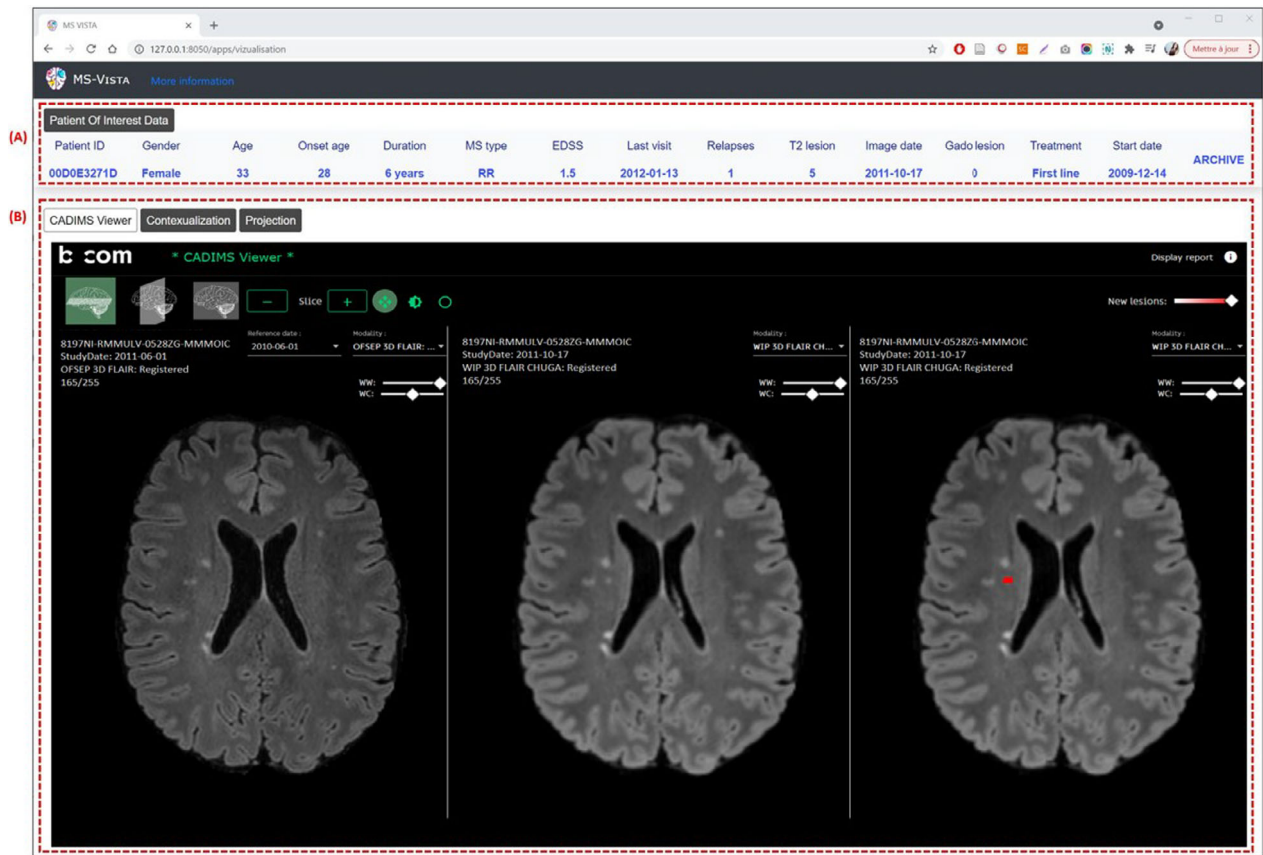 MS VISTA
127.0.0.1:8050/apps/vizualisation
Mettre à jour
MS-VISTA More information
(A)
Patient Of Interest Data
Patient ID Gender Age Onset age Duration MS type EDSS Last visit Relapses T2 lesion Image date Gado lesion Treatment Start date
ARCHIVE
00D0E3271D Female 33 28 6 years RR 1.5 2012-01-13 1 5 2011-10-17 0 First line 2009-12-14
(B)
CADIMS Viewer Contexualization Projection
b com * CADIMS Viewer * Display report i
− Slice + New lesions:
Reference date :
2010-06-01
Modality :
OFSEP 3D FLAIR: ...
8197NI-RMMULV-0528ZG-MMMOIC
StudyDate: 2011-06-01
OFSEP 3D FLAIR: Registered
165/255
WW:
WC:
Modality :
WIP 3D FLAIR CH...
8197NI-RMMULV-0528ZG-MMMOIC
StudyDate: 2011-10-17
WIP 3D FLAIR CHUGA: Registered
165/255
WW:
WC:
Modality :
WIP 3D FLAIR CH...
8197NI-RMMULV-0528ZG-MMMOIC
StudyDate: 2011-10-17
WIP 3D FLAIR CHUGA: Registered
165/255
WW:
WC: